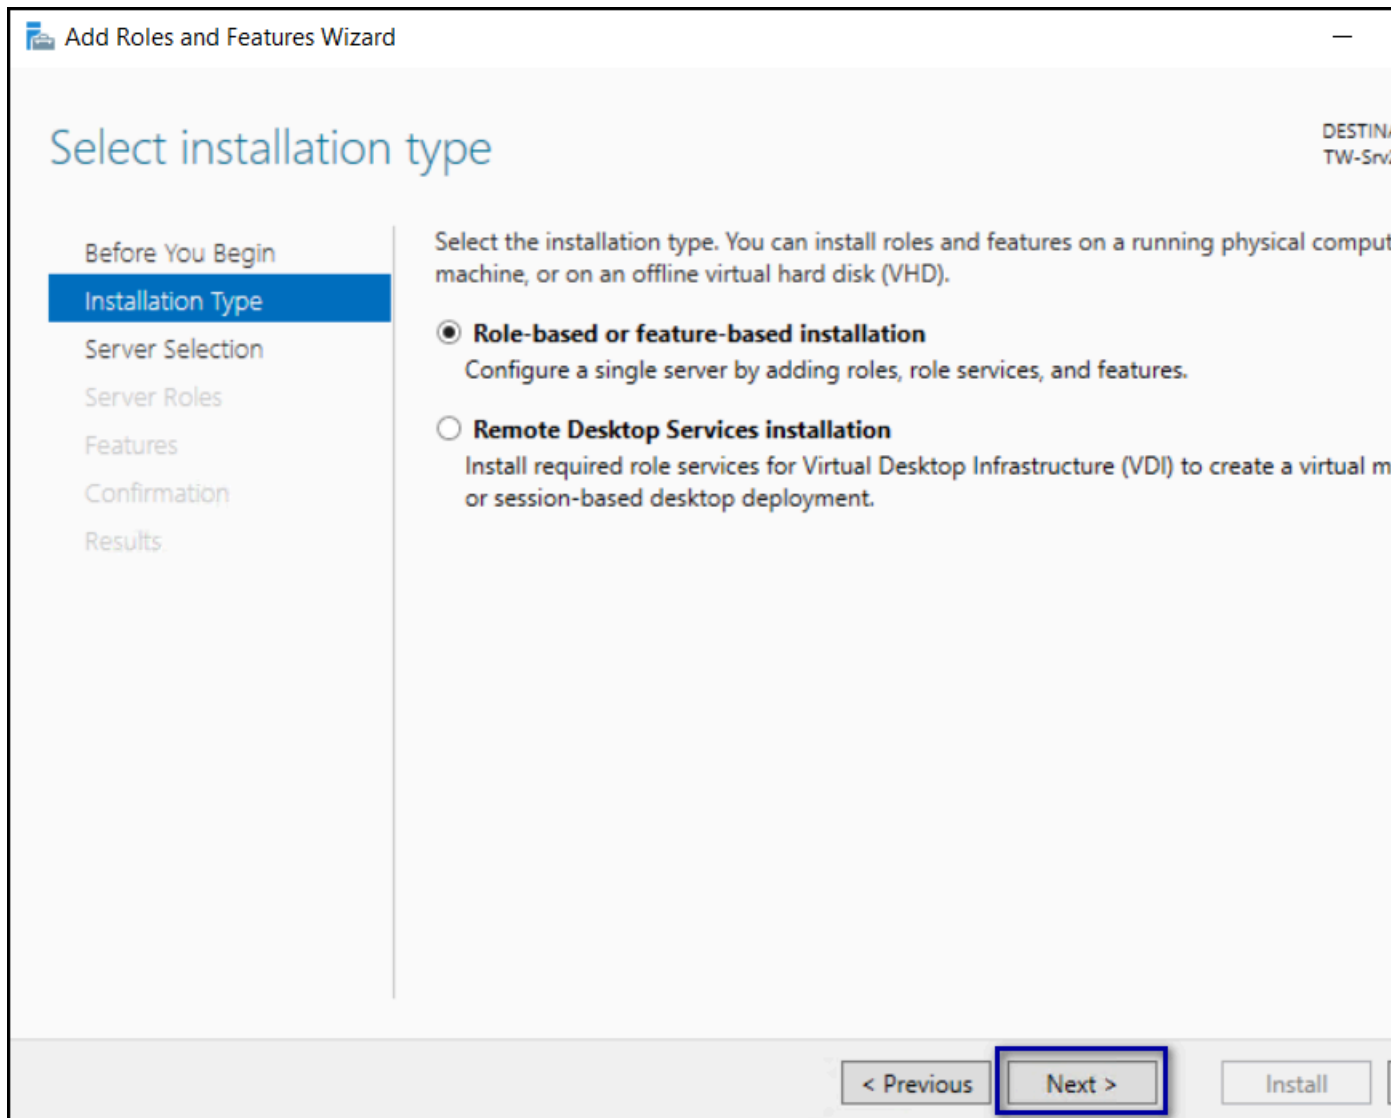 Add Roles and Features Wizard
Select installation type
Before You Begin
Installation Type
Server Selection
Server Roles
Features
Confirmation
Results
Select the installation type. You can install roles and features on a running physical comput
machine, or on an offline virtual hard disk (VHD).
Role-based or feature-based installation
Configure a single server by adding roles, role services, and features.
Remote Desktop Services installation
Install required role services for Virtual Desktop Infrastructure (VDI) to create a virtual m
or session-based desktop deployment.
DESTINA
TW-Srv
< Previous
Next >
Install